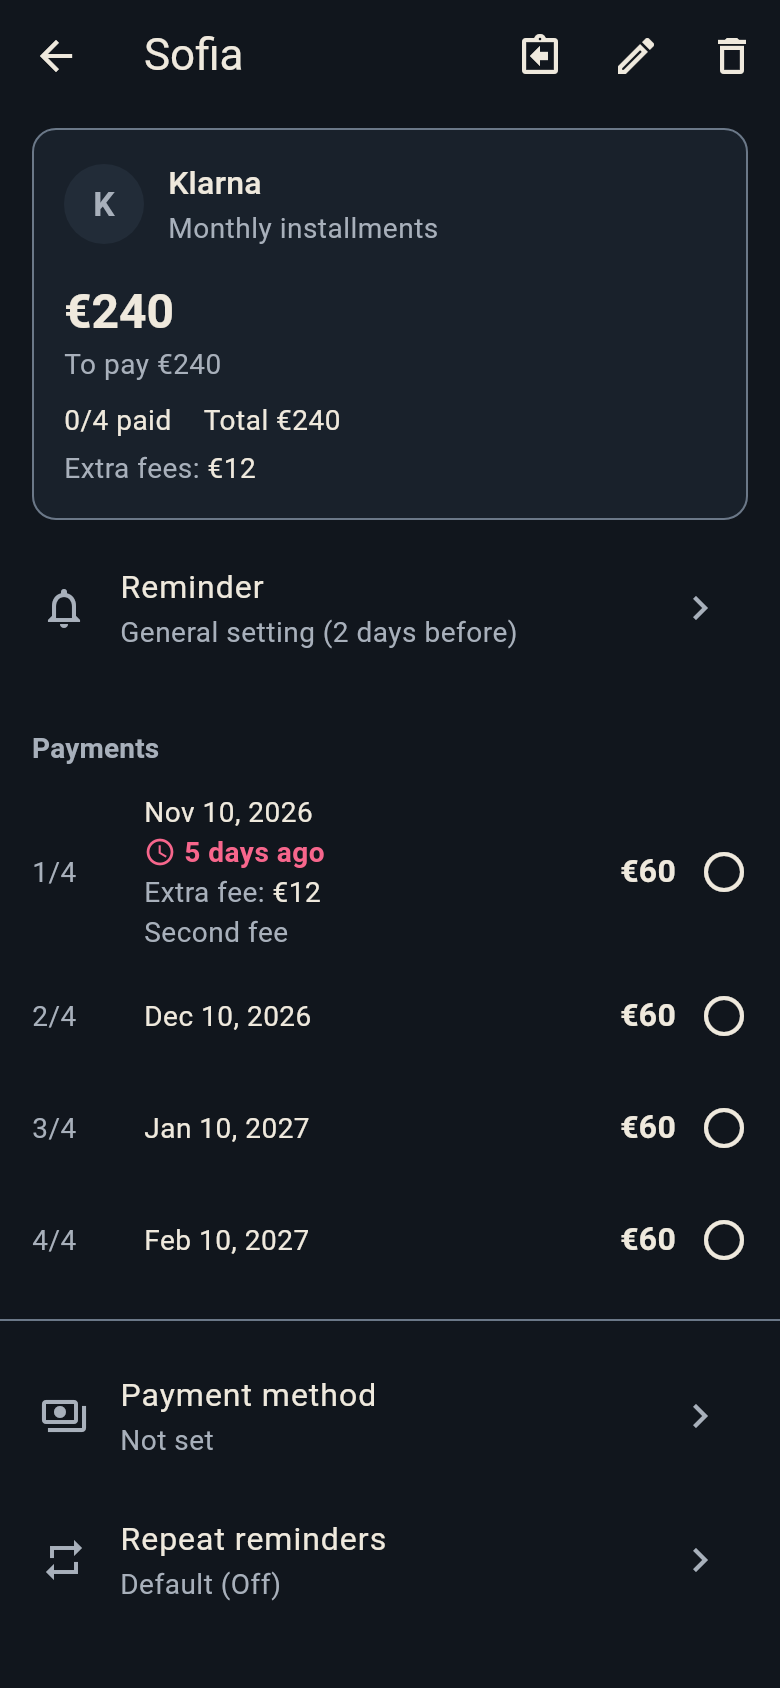 Sofia
K
Klarna
Monthly installments
€240
To pay €240
0/4 paid Total €240
Extra fees: €12
Reminder
General setting (2 days before)
Payments
1/4
Nov 10, 2026
5 days ago
Extra fee: €12
Second fee
€60
2/4 Dec 10, 2026 €60
3/4 Jan 10, 2027 €60
4/4 Feb 10, 2027 €60
Payment method
Not set
Repeat reminders
Default (Off)